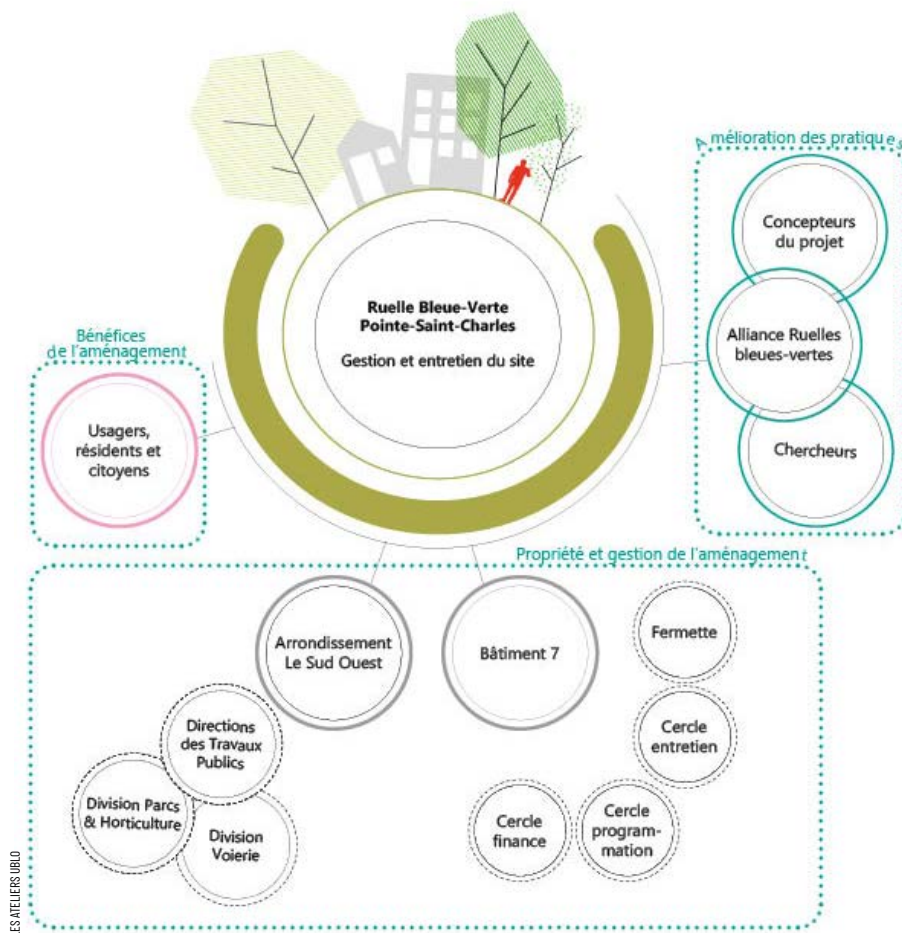 Amélioration des pratiques
Concepteurs
du projet
Alliance Ruelles
bleues-vertes
Chercheurs
Ruelle Bleue-Verte
Pointe-Saint-Charles
Gestion et entretien du site
Bénéfices
de l'aménagement
Usagers,
résidents et
citoyens
Propriété et gestion de l'aménagement
Arrondissement
Le Sud Ouest
Bâtiment 7
Fermette
Cercle
entretien
Cercle
program-
mation
Cercle
finance
Directions
des Travaux
Publics
Division Parcs
& Horticulture
Division
Voierie
ES ATELIERS UBLO